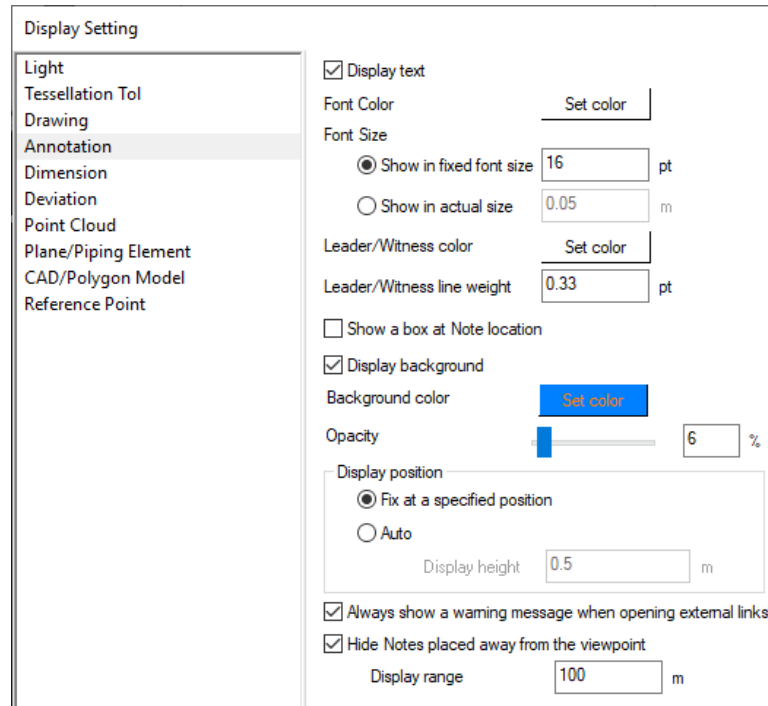 Display Setting
Light
Tessellation Tol
Drawing
Annotation
Dimension
Deviation
Point Cloud
Plane/Piping Element
CAD/Polygon Model
Reference Point
Display text
Font Color Set color
Font Size
Show in fixed font size 16 pt
Show in actual size 0.05 m
Leader/Witness color Set color
Leader/Witness line weight 0.33 pt
Show a box at Note location
Display background
Background color Set color
Opacity 6 %
Display position
Fix at a specified position
Auto
Display height 0.5 m
Always show a warning message when opening external links
Hide Notes placed away from the viewpoint
Display range 100 m